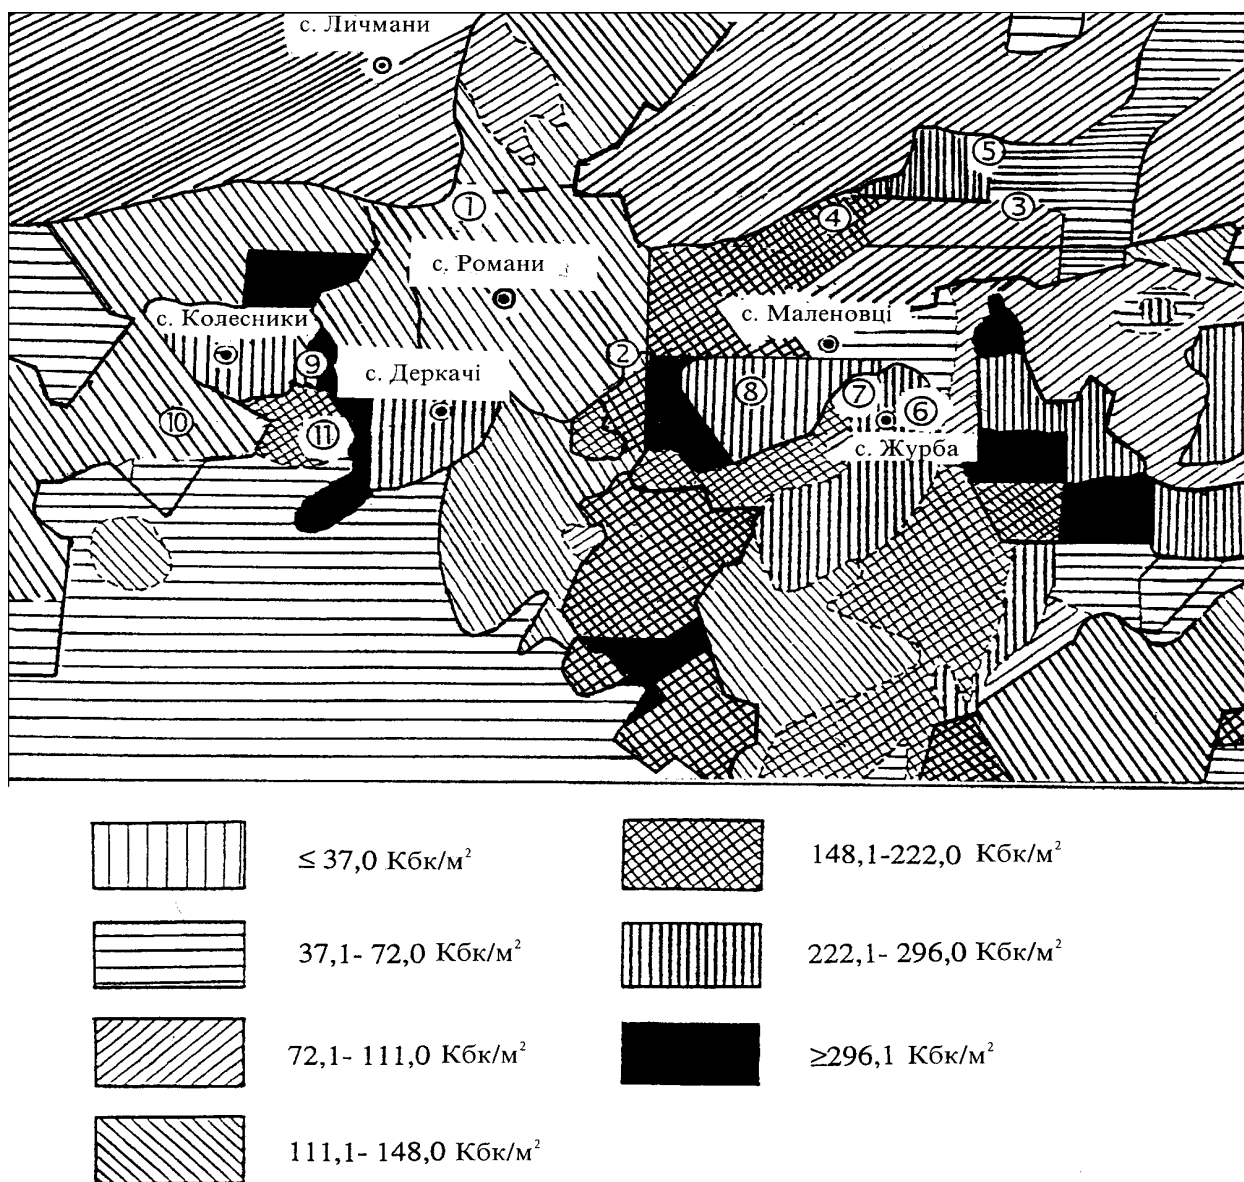 с. Личмани
⑤
①
③
④
с. Романи
с. Колесники
с. Маленовці
②
⑨
с. Деркачі
⑧
⑦
⑥
⑩
⑪
с. Журба
≤ 37,0 Кбк/м²
148,1-222,0 Кбк/м²
37,1- 72,0 Кбк/м²
222,1- 296,0 Кбк/м²
72,1- 111,0 Кбк/м²
≥296,1 Кбк/м²
111,1- 148,0 Кбк/м²